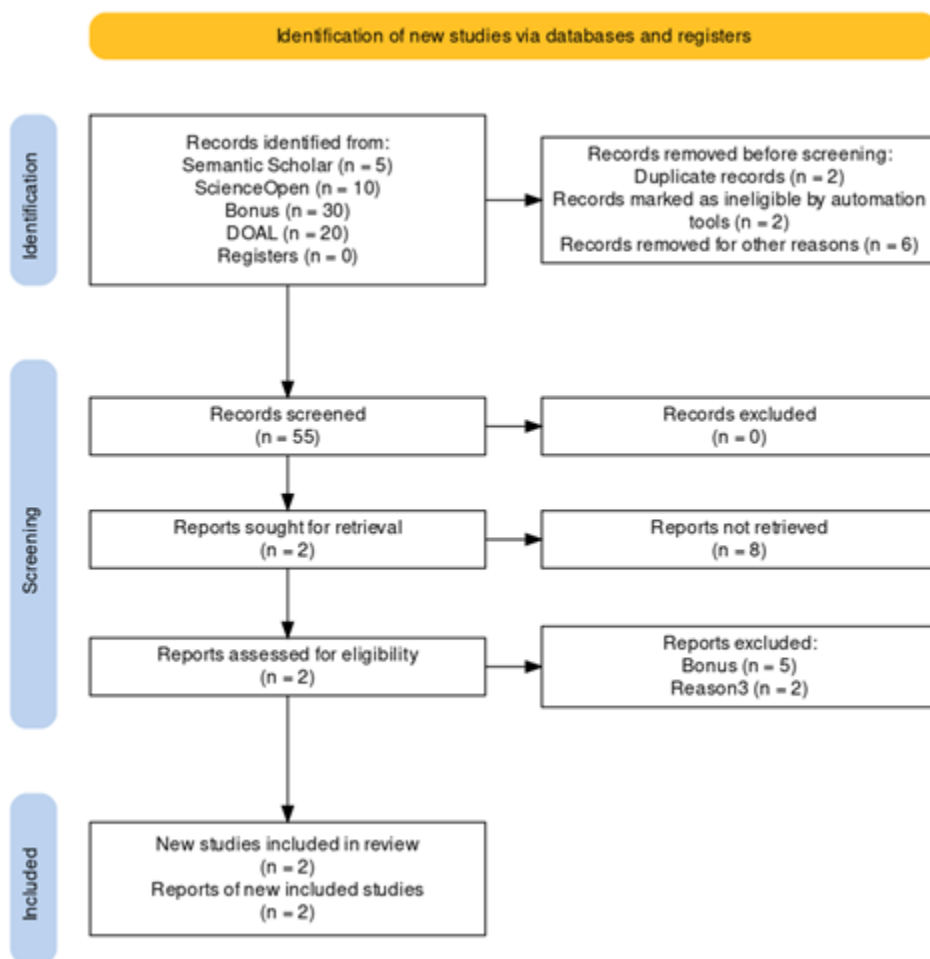 Identification of new studies via databases and registers
Identification
Records identified from:
Semantic Scholar (n = 5)
ScienceOpen (n = 10)
Bonus (n = 30)
DOAL (n = 20)
Registers (n = 0)
Records removed before screening:
Duplicate records (n = 2)
Records marked as ineligible by automation
tools (n = 2)
Records removed for other reasons (n = 6)
Screening
Records screened
(n = 55)
Records excluded
(n = 0)
Reports sought for retrieval
(n = 2)
Reports not retrieved
(n = 8)
Reports assessed for eligibility
(n = 2)
Reports excluded:
Bonus (n = 5)
Reason3 (n = 2)
Included
New studies included in review
(n = 2)
Reports of new included studies
(n = 2)